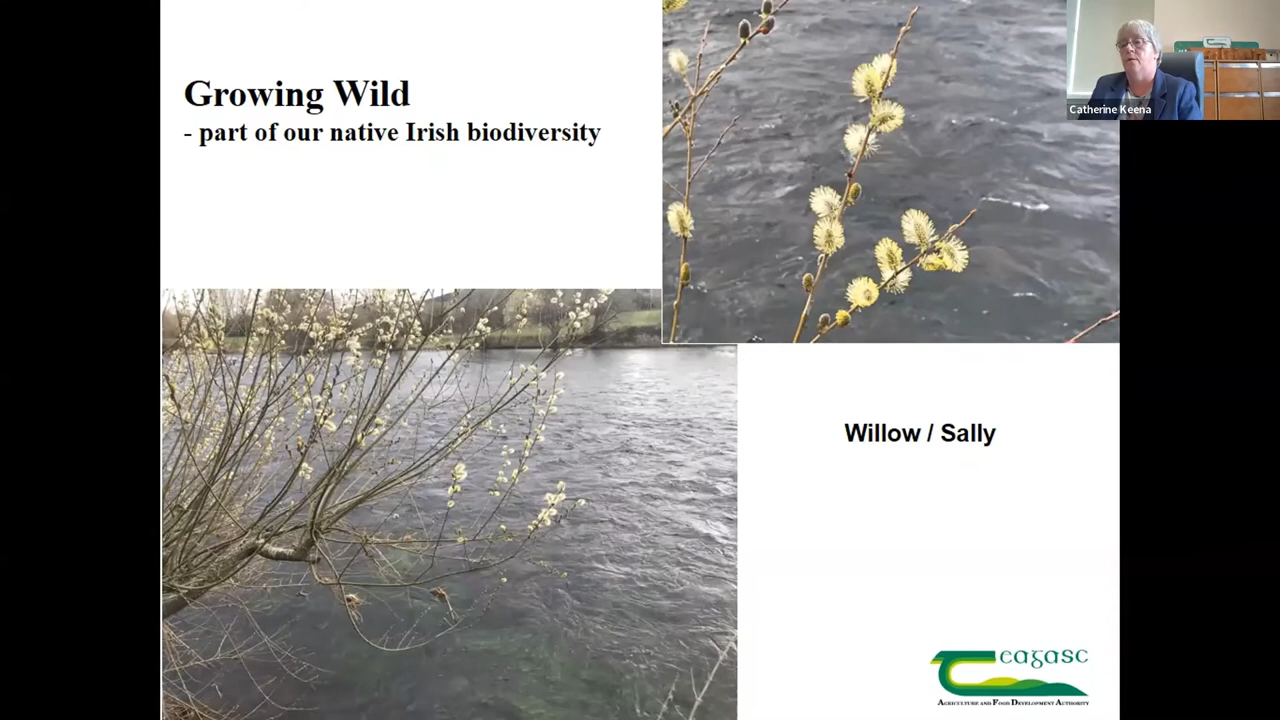 Growing Wild
- part of our native Irish biodiversity
Catherine Keena
Willow / Sally
Teagasc
AGRICULTURE AND FOOD DEVELOPMENT AUTHORITY